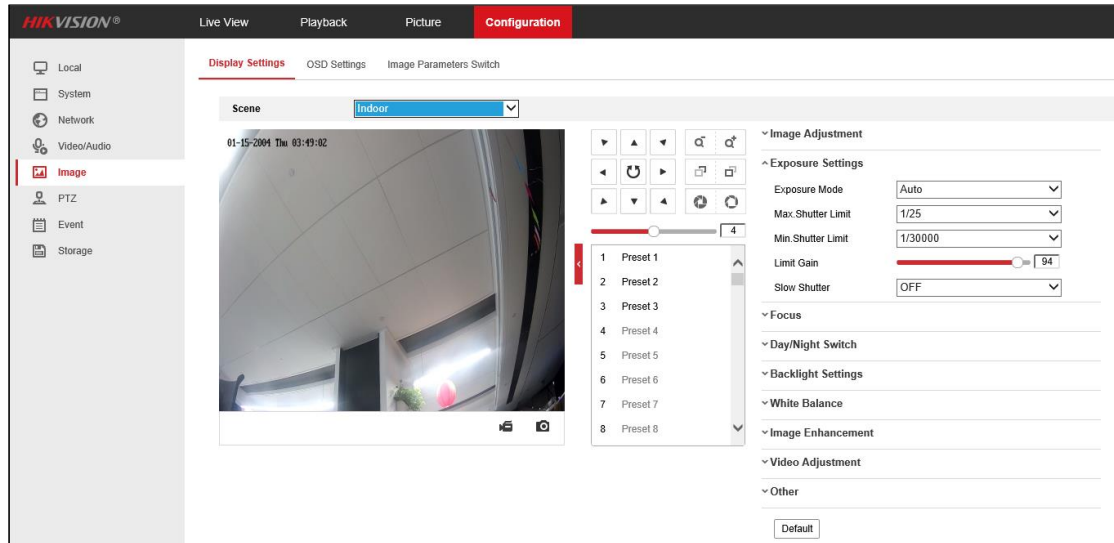 HIKVISION®
Live View Playback Picture Configuration
Local
System
Network
Video/Audio
Image
PTZ
Event
Storage
Display Settings OSD Settings Image Parameters Switch
Scene Indoor
01-15-2004 Thu 03:49:02
4
1 Preset 1
2 Preset 2
3 Preset 3
4 Preset 4
5 Preset 5
6 Preset 6
7 Preset 7
8 Preset 8
Image Adjustment
Exposure Settings
Exposure Mode Auto
Max.Shutter Limit 1/25
Min.Shutter Limit 1/30000
Limit Gain 94
Slow Shutter OFF
Focus
Day/Night Switch
Backlight Settings
White Balance
Image Enhancement
Video Adjustment
Other
Default